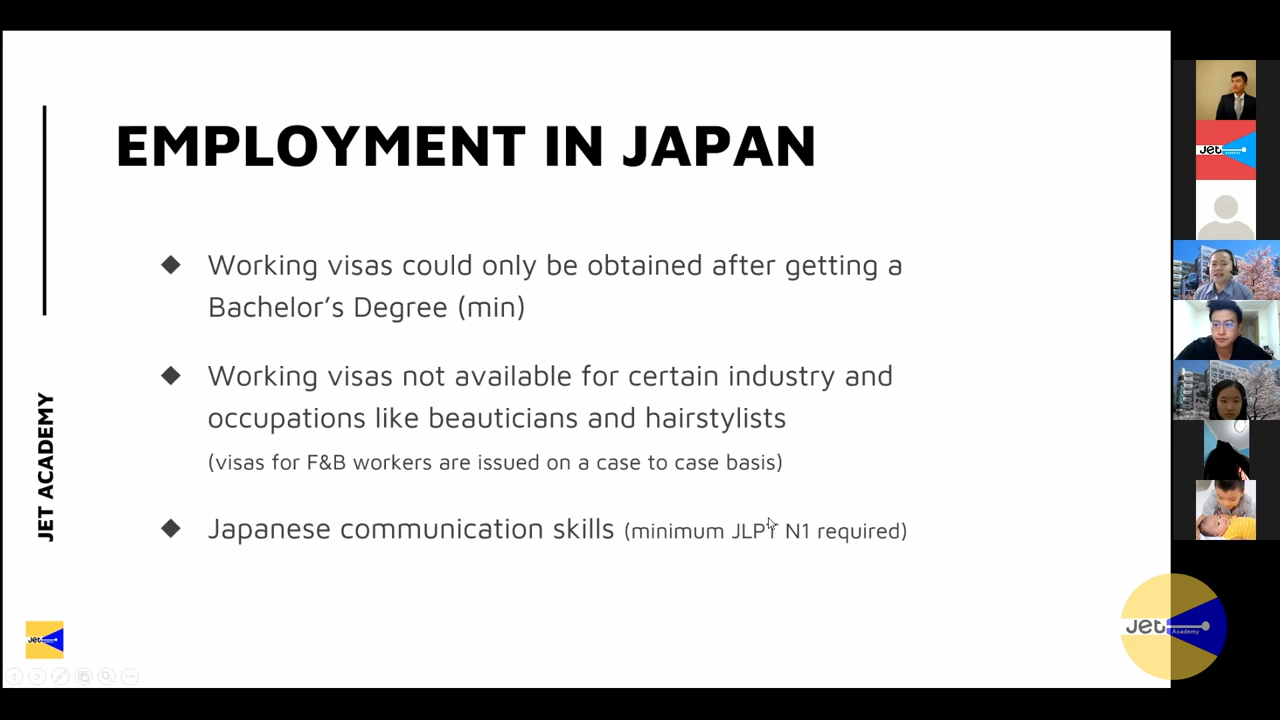 EMPLOYMENT IN JAPAN
◆ Working visas could only be obtained after getting a
Bachelor’s Degree (min)
◆ Working visas not available for certain industry and
occupations like beauticians and hairstylists
(visas for F&B workers are issued on a case to case basis)
◆ Japanese communication skills (minimum JLPT N1 required)
JET ACADEMY
Jet
Jet
Academy
Jet